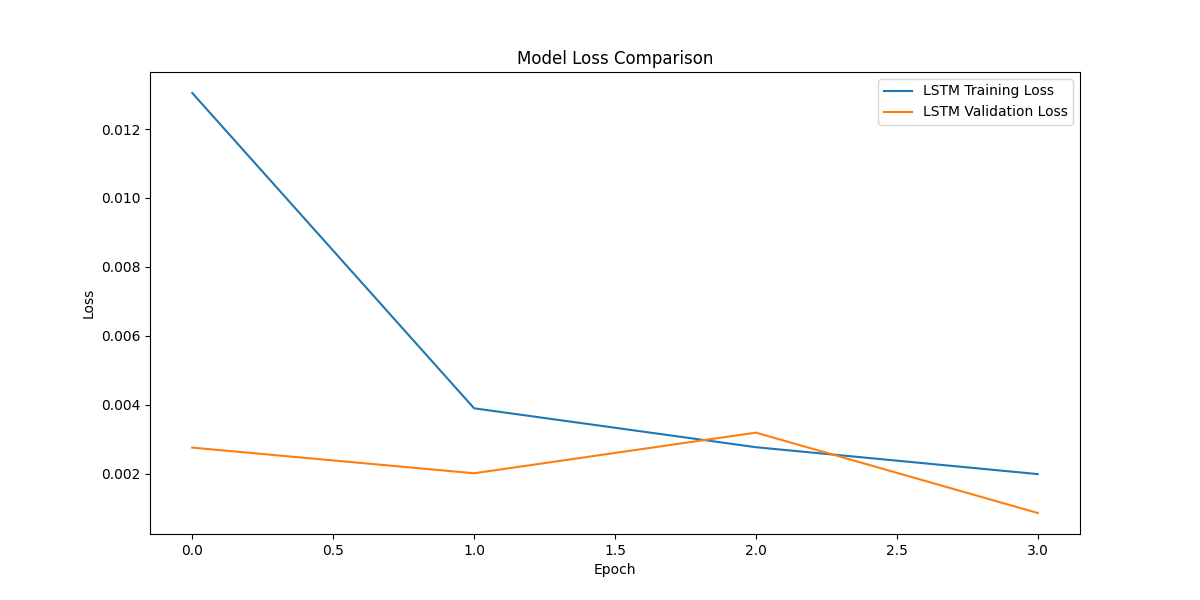 Model Loss Comparison
LSTM Training Loss
LSTM Validation Loss
Loss
0.012
0.010
0.008
0.006
0.004
0.002
0.0 0.5 1.0 1.5 2.0 2.5 3.0
Epoch